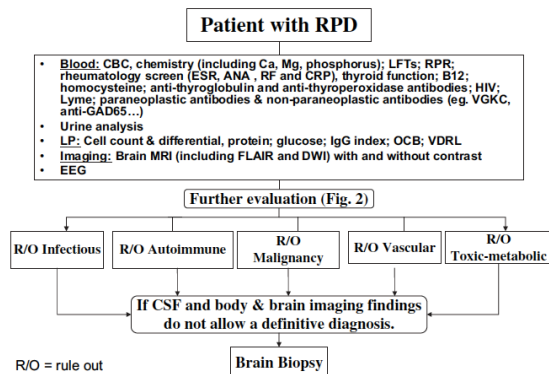 Patient with RPD
• Blood: CBC, chemistry (including Ca, Mg, phosphorus); LFTs; RPR;
rheumatology screen (ESR, ANA , RF and CRP), thyroid function; B12;
homocysteine; anti-thyroglobulin and anti-thyroperoxidase antibodies; HIV;
Lyme; paraneoplastic antibodies & non-paraneoplastic antibodies (eg. VGKC,
anti-GAD65...)
• Urine analysis
• LP: Cell count & differential, protein; glucose; IgG index; OCB; VDRL
• Imaging: Brain MRI (including FLAIR and DWI) with and without contrast
• EEG
Further evaluation (Fig. 2)
R/O Infectious
R/O Autoimmune
R/O
Malignancy
R/O Vascular
R/O
Toxic-metabolic
If CSF and body & brain imaging findings
do not allow a definitive diagnosis.
Brain Biopsy
R/O = rule out